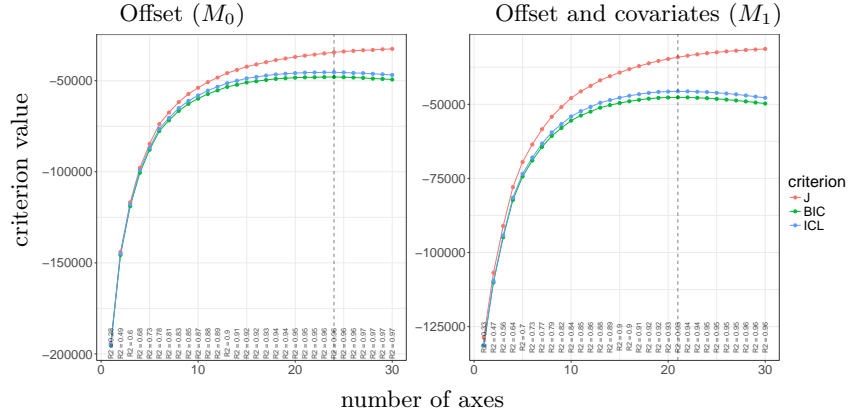 Offset (M₀)
Offset and covariates (M₁)
criterion value
−50000
−100000
−150000
−200000
R2 = 0.28
R2 = 0.49
R2 = 0.6
R2 = 0.68
R2 = 0.73
R2 = 0.78
R2 = 0.81
R2 = 0.83
R2 = 0.85
R2 = 0.87
R2 = 0.88
R2 = 0.89
R2 = 0.9
R2 = 0.91
R2 = 0.92
R2 = 0.92
R2 = 0.93
R2 = 0.94
R2 = 0.94
R2 = 0.95
R2 = 0.95
R2 = 0.95
R2 = 0.96
R2 = 0.96
R2 = 0.96
R2 = 0.96
R2 = 0.97
R2 = 0.97
R2 = 0.97
R2 = 0.97
0 10 20 30
−50000
−75000
−100000
−125000
R2 = 0.33
R2 = 0.47
R2 = 0.56
R2 = 0.64
R2 = 0.7
R2 = 0.73
R2 = 0.77
R2 = 0.79
R2 = 0.82
R2 = 0.84
R2 = 0.85
R2 = 0.86
R2 = 0.88
R2 = 0.89
R2 = 0.9
R2 = 0.9
R2 = 0.91
R2 = 0.92
R2 = 0.92
R2 = 0.93
R2 = 0.93
R2 = 0.94
R2 = 0.94
R2 = 0.95
R2 = 0.95
R2 = 0.95
R2 = 0.95
R2 = 0.96
R2 = 0.96
R2 = 0.96
0 10 20 30
criterion
J
BIC
ICL
number of axes